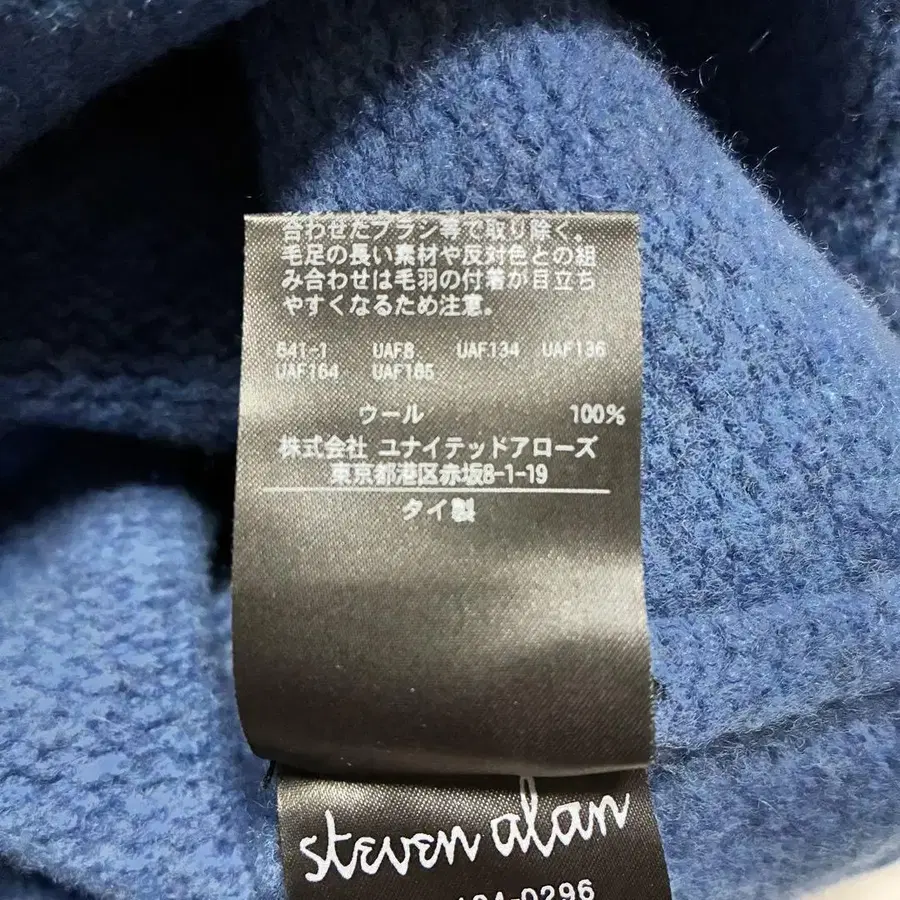 合わせたブラシ等で取り除く。
毛足の長い素材や反対色との組
み合わせは毛羽の付着が目立ち
やすくなるため注意。
641-1 UAF8 UAF134 UAF136
UAF164 UAF165
ウール 100%
株式会社 ユナイテッドアローズ
東京都港区赤坂8-1-19
タイ製
steven alan
-0296